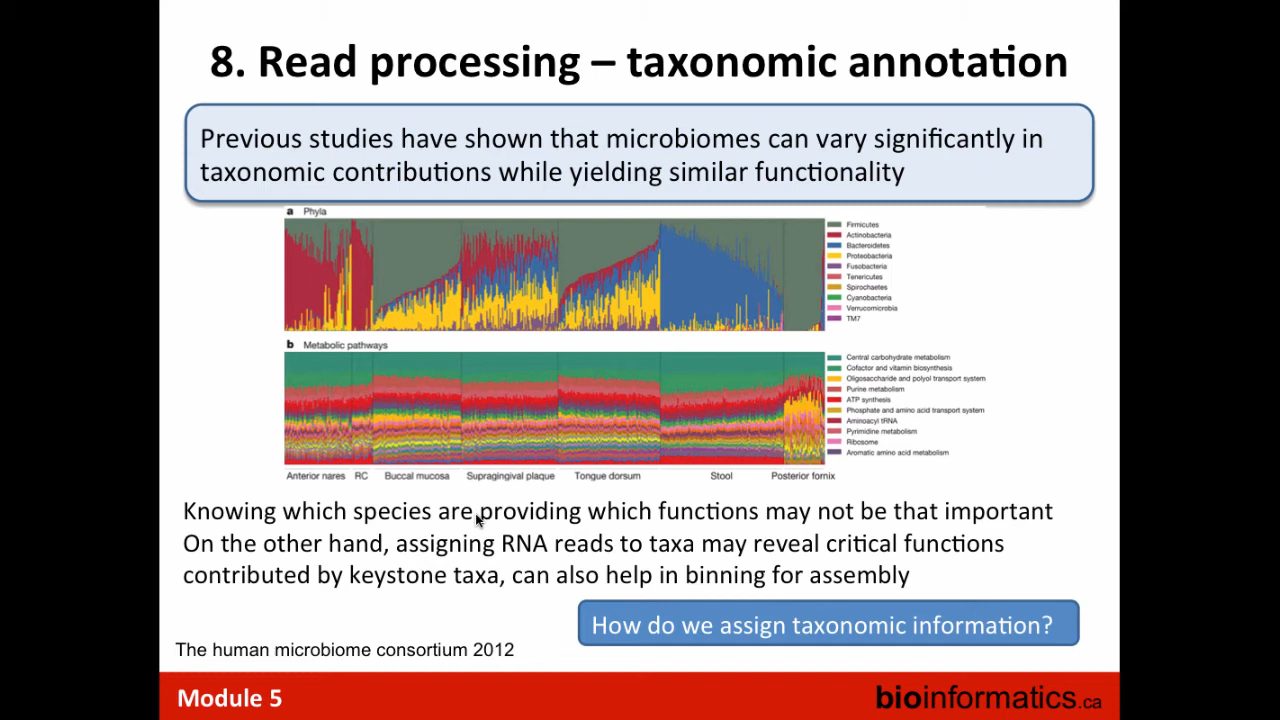 8. Read processing – taxonomic annotation
Previous studies have shown that microbiomes can vary significantly in
taxonomic contributions while yielding similar functionality
a Phyla
Firmicutes
Actinobacteria
Bacteroidetes
Proteobacteria
Fusobacteria
Tenericutes
Spirochaetes
Cyanobacteria
Verrucomicrobia
TM7
b Metabolic pathways
Central carbohydrate metabolism
Cofactor and vitamin biosynthesis
Oligosaccharide and polyol transport system
Purine metabolism
ATP synthesis
Phosphate and amino acid transport system
Aminoacyl tRNA
Pyrimidine metabolism
Ribosome
Aromatic amino acid metabolism
Anterior nares RC Buccal mucosa Supragingival plaque Tongue dorsum Stool Posterior fornix
Knowing which species are providing which functions may not be that important
On the other hand, assigning RNA reads to taxa may reveal critical functions
contributed by keystone taxa, can also help in binning for assembly
How do we assign taxonomic information?
The human microbiome consortium 2012
Module 5
bioinformatics.ca